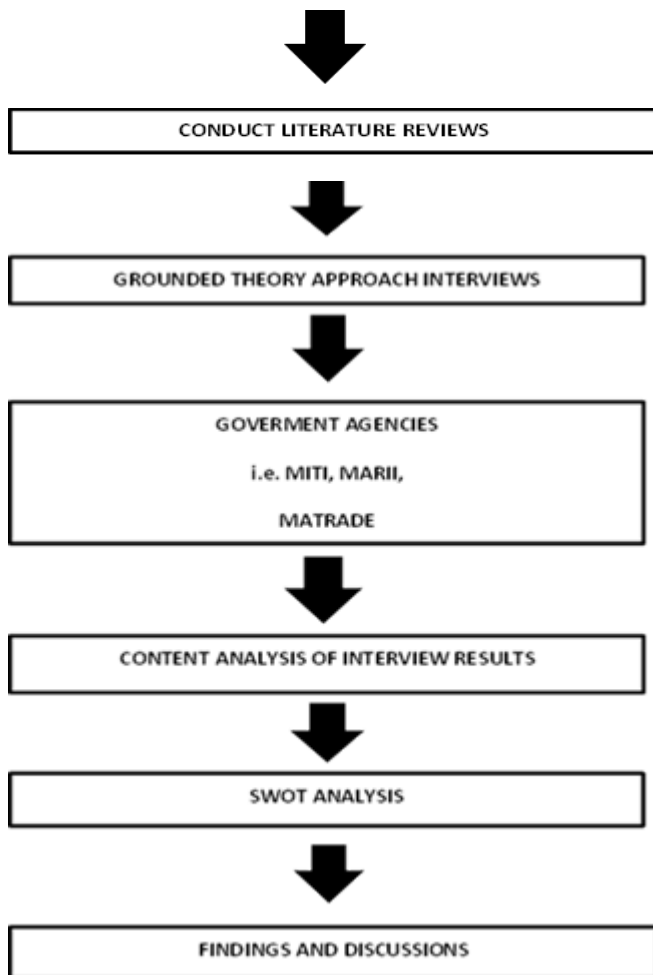 CONDUCT LITERATURE REVIEWS
GROUNDED THEORY APPROACH INTERVIEWS
GOVERMENT AGENCIES
i.e. MITI, MARII,
MATRADE
CONTENT ANALYSIS OF INTERVIEW RESULTS
SWOT ANALYSIS
FINDINGS AND DISCUSSIONS